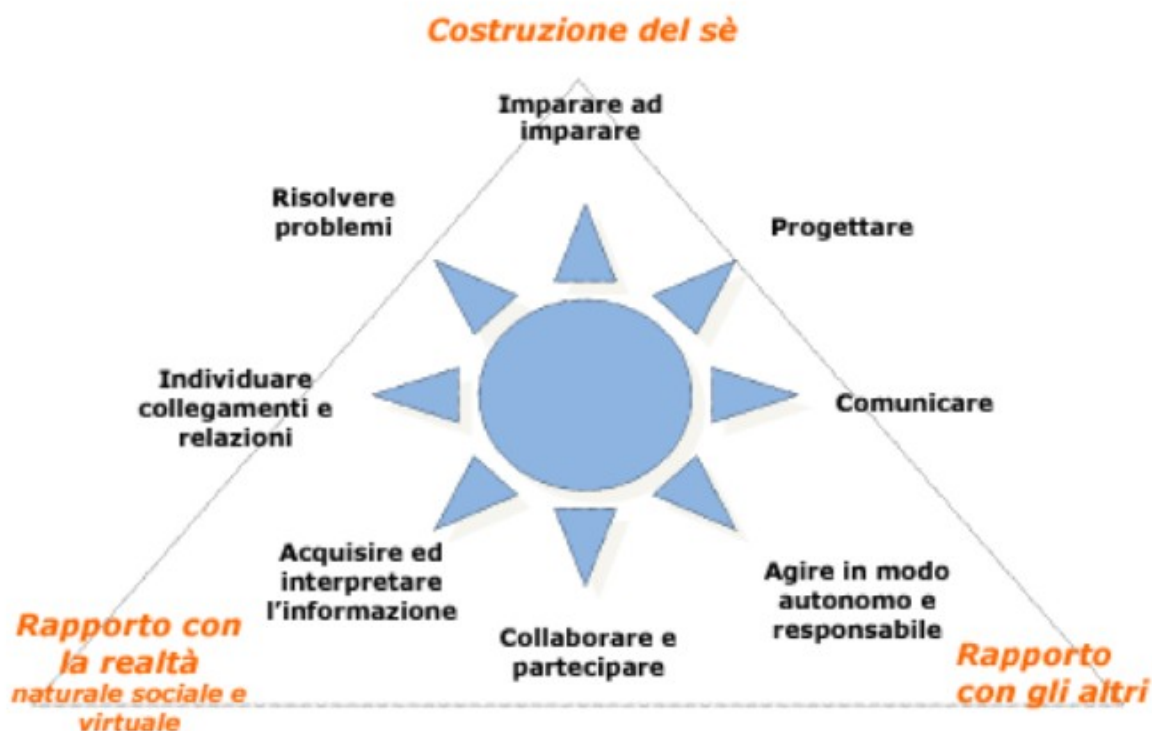 Costruzione del sè
Imparare ad
imparare
Risolvere
problemi
Progettare
Individuare
collegamenti e
relazioni
Comunicare
Acquisire ed
interpretare
l'informazione
Agire in modo
autonomo e
responsabile
Collaborare e
partecipare
Rapporto con
la realtà
naturale sociale e
virtuale
Rapporto
con gli altri